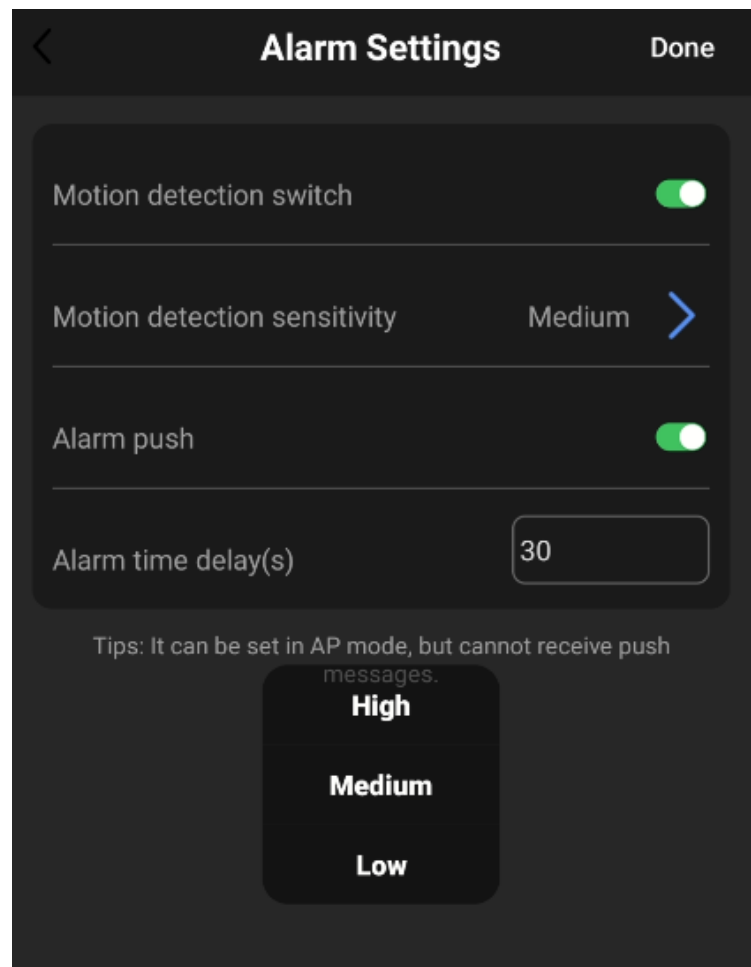 Alarm Settings Done
Motion detection switch
Motion detection sensitivity Medium
Alarm push
Alarm time delay(s) 30
Tips: It can be set in AP mode, but cannot receive push
messages.
High
Medium
Low